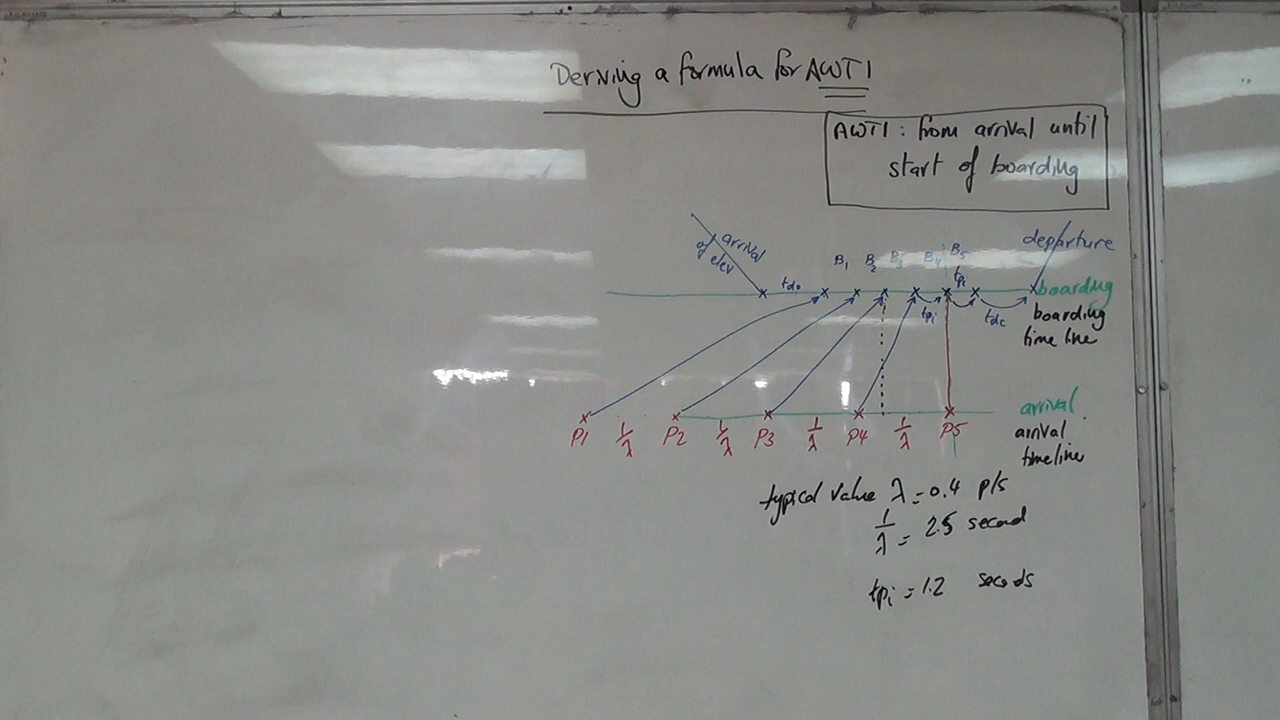 Deriving a formula for AWT1
AWT1: from arrival until
start of boarding
arrival
of elev
departure
B1 B2 B3 B4 B5
tdo
tpi
tpi
tdc
boarding
boarding
time line
arrival
arrival
timeline
P1 1/λ P2 1/λ P3 1/λ P4 1/λ P5
typical value λ = 0.4 p/s
1/λ = 2.5 second
tpi = 1.2 seconds